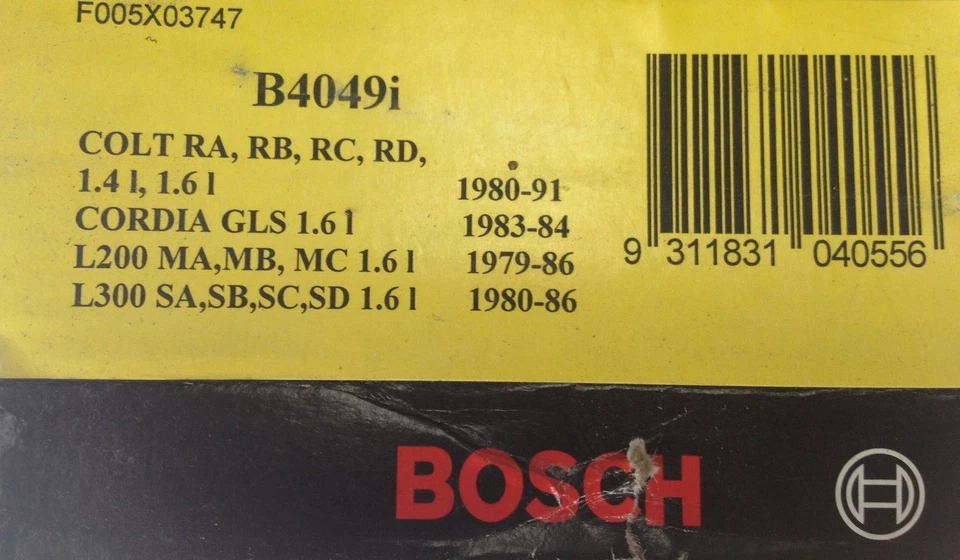 F005X03747
B4049i
COLT RA, RB, RC, RD,
1.4 l, 1.6 l 1980-91
CORDIA GLS 1.6 l 1983-84
L200 MA,MB, MC 1.6 l 1979-86
L300 SA,SB,SC,SD 1.6 l 1980-86
9 311831 040556
BOSCH